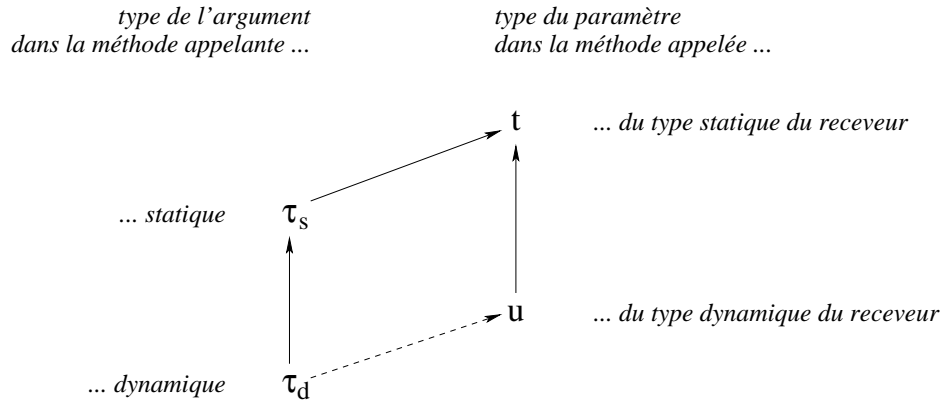 type de l'argument
dans la méthode appelante ...
type du paramètre
dans la méthode appelée ...
t ... du type statique du receveur
... statique τs
u ... du type dynamique du receveur
... dynamique τd